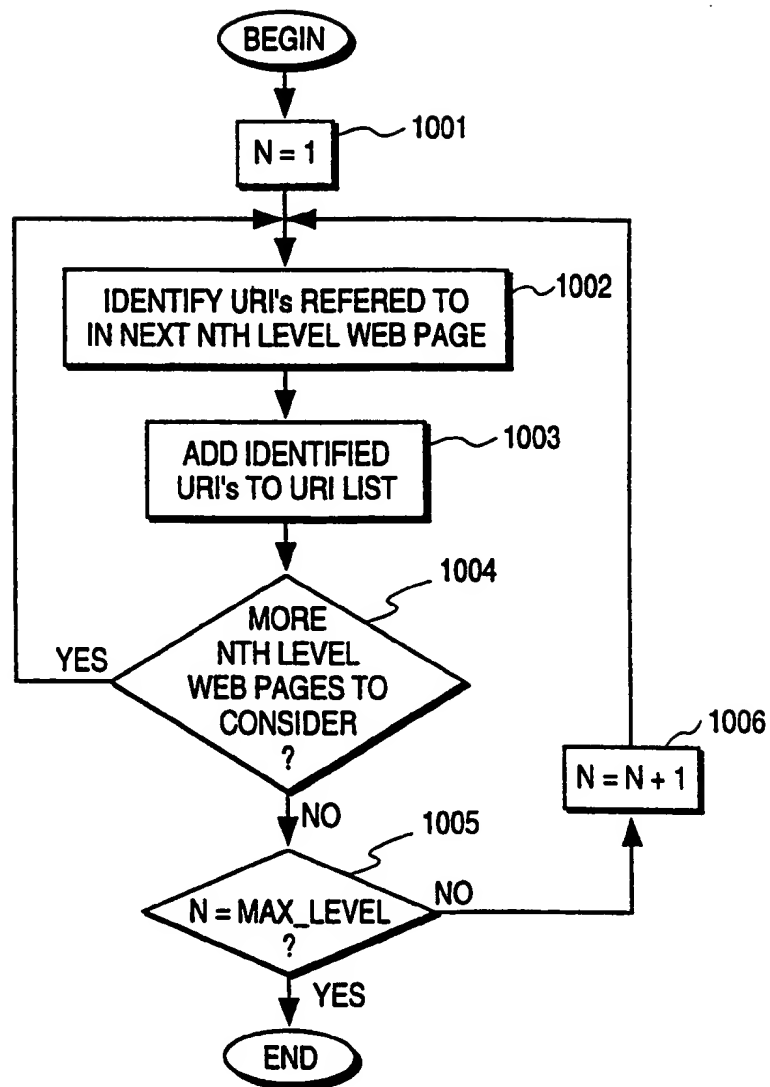 BEGIN
1001
N = 1
1002
IDENTIFY URI's REFERED TO
IN NEXT NTH LEVEL WEB PAGE
1003
ADD IDENTIFIED
URI's TO URI LIST
1004
MORE
NTH LEVEL
WEB PAGES TO
CONSIDER
?
YES
1006
N = N + 1
NO
1005
N = MAX_LEVEL
?
NO
YES
END